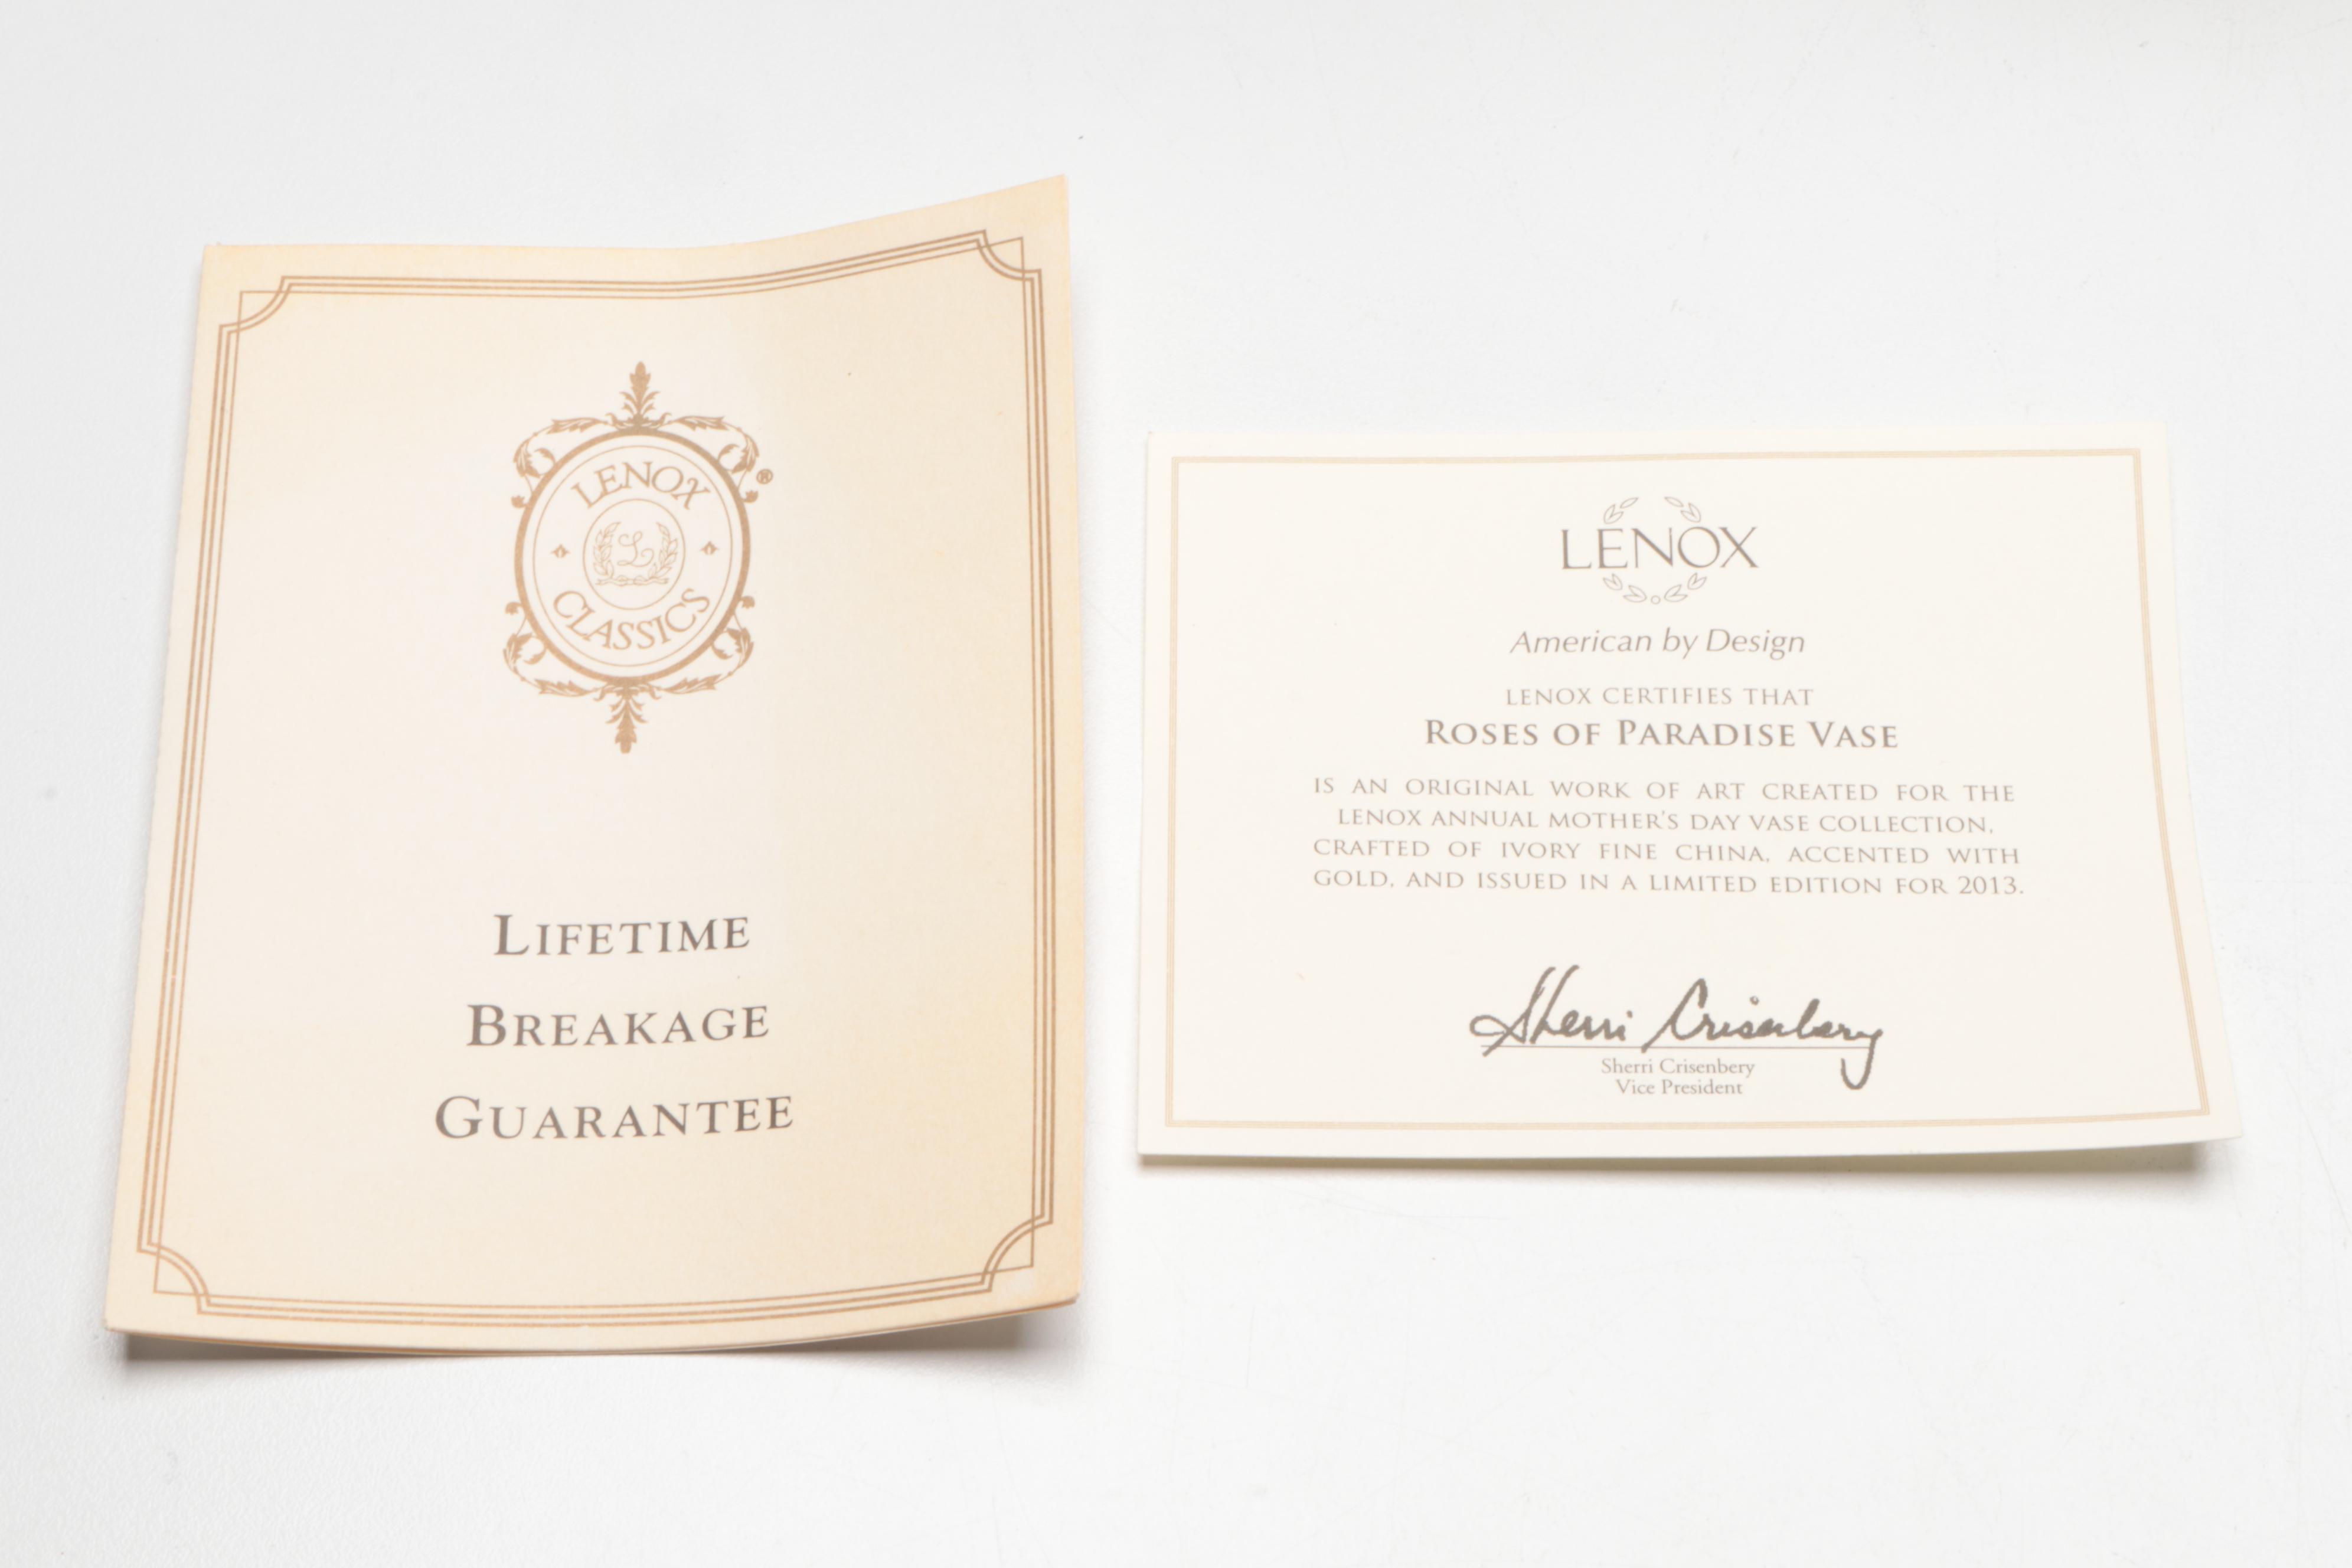 LENOX
®
L
CLASSICS
LIFETIME
BREAKAGE
GUARANTEE
LENOX
American by Design
LENOX CERTIFIES THAT
ROSES OF PARADISE VASE
IS AN ORIGINAL WORK OF ART CREATED FOR THE
LENOX ANNUAL MOTHER'S DAY VASE COLLECTION,
CRAFTED OF IVORY FINE CHINA, ACCENTED WITH
GOLD, AND ISSUED IN A LIMITED EDITION FOR 2013.
Sherri Crisenbery
Sherri Crisenbery
Vice President